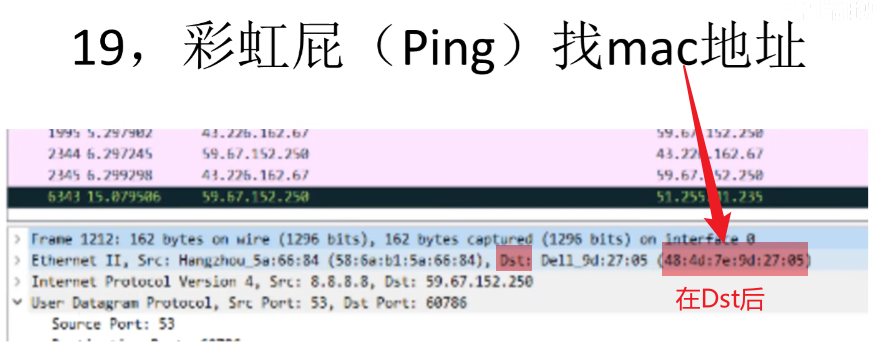 19，彩虹屁（Ping）找mac地址
1995 5.297902 43.226.162.67 59.67.152.250
2344 6.297245 59.67.152.250 43.226.162.67
2345 6.299298 43.226.162.67 59.67.152.250
6343 15.079506 59.67.152.250
Frame 1212: 162 bytes on wire (1296 bits), 162 bytes captured (1296 bits) on interface 0
Ethernet II, Src: Hangzhou_5a:66:84 (58:6a:b1:5a:66:84), Dst: Dell_9d:27:05 (48:4d:7e:9d:27:05)
Internet Protocol Version 4, Src: 8.8.8.8, Dst: 59.67.152.250
在Dst后
User Datagram Protocol, Src Port: 53, Dst Port: 60786
Source Port: 53